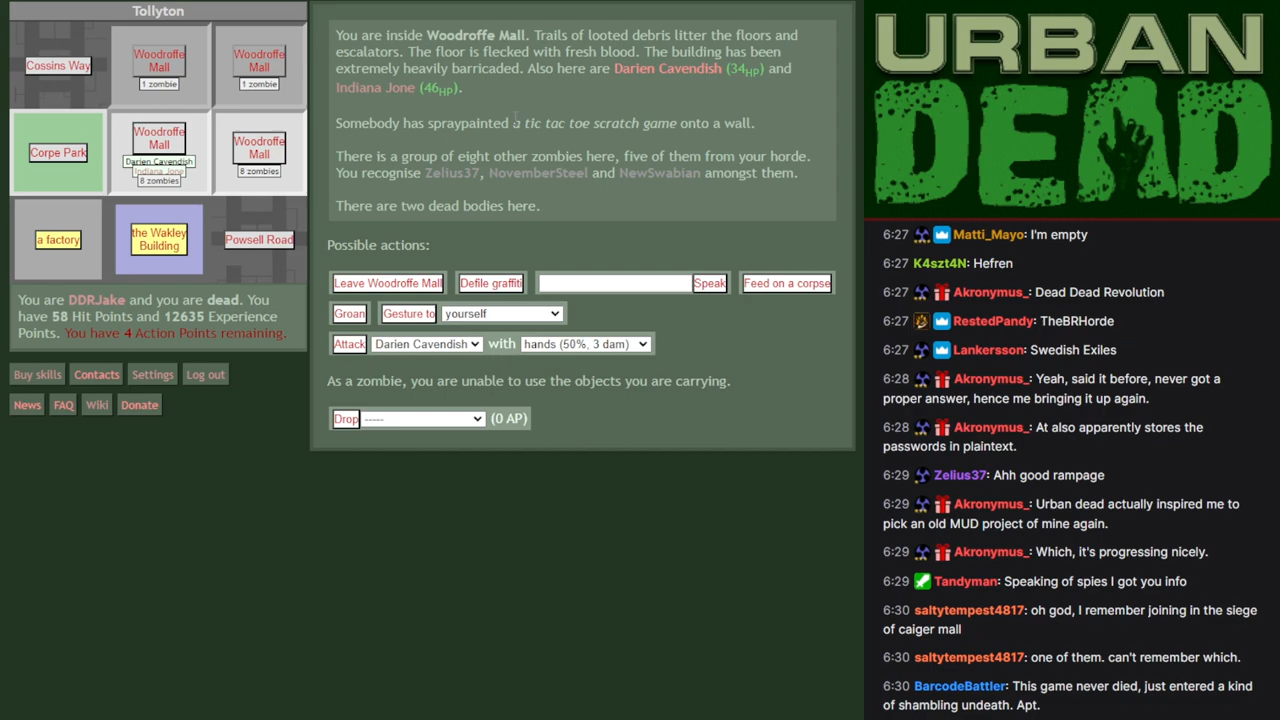 Tollyton
Cossins Way
Woodroffe
Mall
1 zombie
Woodroffe
Mall
1 zombie
Corpe Park
Woodroffe
Mall
Darien Cavendish
Indiana Jone
8 zombies
Woodroffe
Mall
8 zombies
a factory
the Wakley
Building
Powsell Road
You are DDRJake and you are dead. You
have 58 Hit Points and 12635 Experience
Points. You have 4 Action Points remaining.
Buy skills
Contacts
Settings
Log out
News
FAQ
Wiki
Donate
You are inside Woodroffe Mall. Trails of looted debris litter the floors and
escalators. The floor is flecked with fresh blood. The building has been
extremely heavily barricaded. Also here are Darien Cavendish (34HP) and
Indiana Jone (46HP).
Somebody has spraypainted a tic tac toe scratch game onto a wall.
There is a group of eight other zombies here, five of them from your horde.
You recognise Zelius37, NovemberSteel and NewSwabian amongst them.
There are two dead bodies here.
Possible actions:
Leave Woodroffe Mall
Defile graffiti
Speak
Feed on a corpse
Groan
Gesture to
yourself
Attack
Darien Cavendish
with
hands (50%, 3 dam)
As a zombie, you are unable to use the objects you are carrying.
Drop
-----
(0 AP)
URBAN
DEAD
6:27 Matti_Mayo: I'm empty
6:27 K4szt4N: Hefren
6:27 Akronymus_: Dead Dead Revolution
6:27 RestedPandy: TheBRHorde
6:27 Lankersson: Swedish Exiles
6:28 Akronymus_: Yeah, said it before, never got a
proper answer, hence me bringing it up again.
6:28 Akronymus_: At also apparently stores the
passwords in plaintext.
6:29 Zelius37: Ahh good rampage
6:29 Akronymus_: Urban dead actually inspired me to
pick an old MUD project of mine again.
6:29 Akronymus_: Which, it's progressing nicely.
6:29 Tandyman: Speaking of spies I got you info
6:30 saltytempest4817: oh god, I remember joining in the siege
of caiger mall
6:30 saltytempest4817: one of them. can't remember which.
6:30 BarcodeBattler: This game never died, just entered a kind
of shambling undeath. Apt.